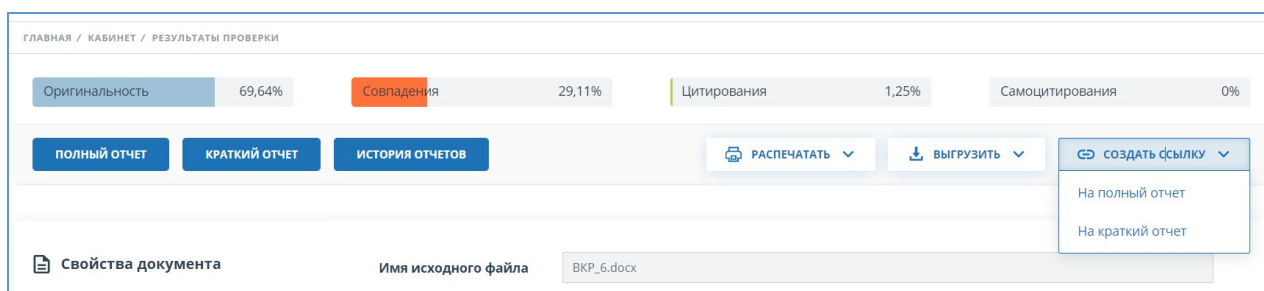 ГЛАВНАЯ / КАБИНЕТ / РЕЗУЛЬТАТЫ ПРОВЕРКИ
Оригинальность 69,64% Совпадения 29,11% Цитирования 1,25% Самоцитирования 0%
ПОЛНЫЙ ОТЧЕТ КРАТКИЙ ОТЧЕТ ИСТОРИЯ ОТЧЕТОВ РАСПЕЧАТАТЬ ВЫГРУЗИТЬ СОЗДАТЬ ССЫЛКУ
На полный отчет
На краткий отчет
Свойства документа Имя исходного файла ВКР_6.docx